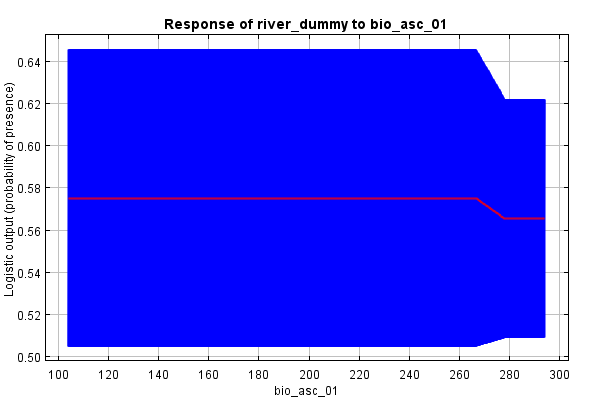 Response of river_dummy to bio_asc_01
Logistic output (probability of presence)
0.64
0.62
0.60
0.58
0.56
0.54
0.52
0.50
100 120 140 160 180 200 220 240 260 280 300
bio_asc_01